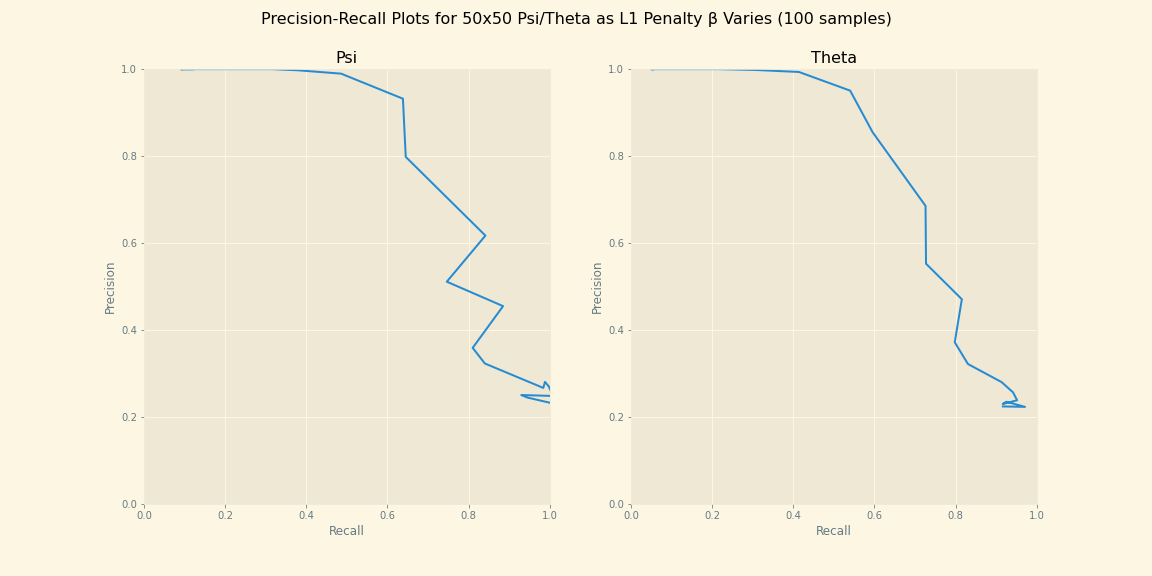 Precision-Recall Plots for 50x50 Psi/Theta as L1 Penalty β Varies (100 samples)
Psi
Theta
1.0
0.8
0.6
0.4
0.2
0.0
Precision
0.0 0.2 0.4 0.6 0.8 1.0
Recall
1.0
0.8
0.6
0.4
0.2
0.0
Precision
0.0 0.2 0.4 0.6 0.8 1.0
Recall